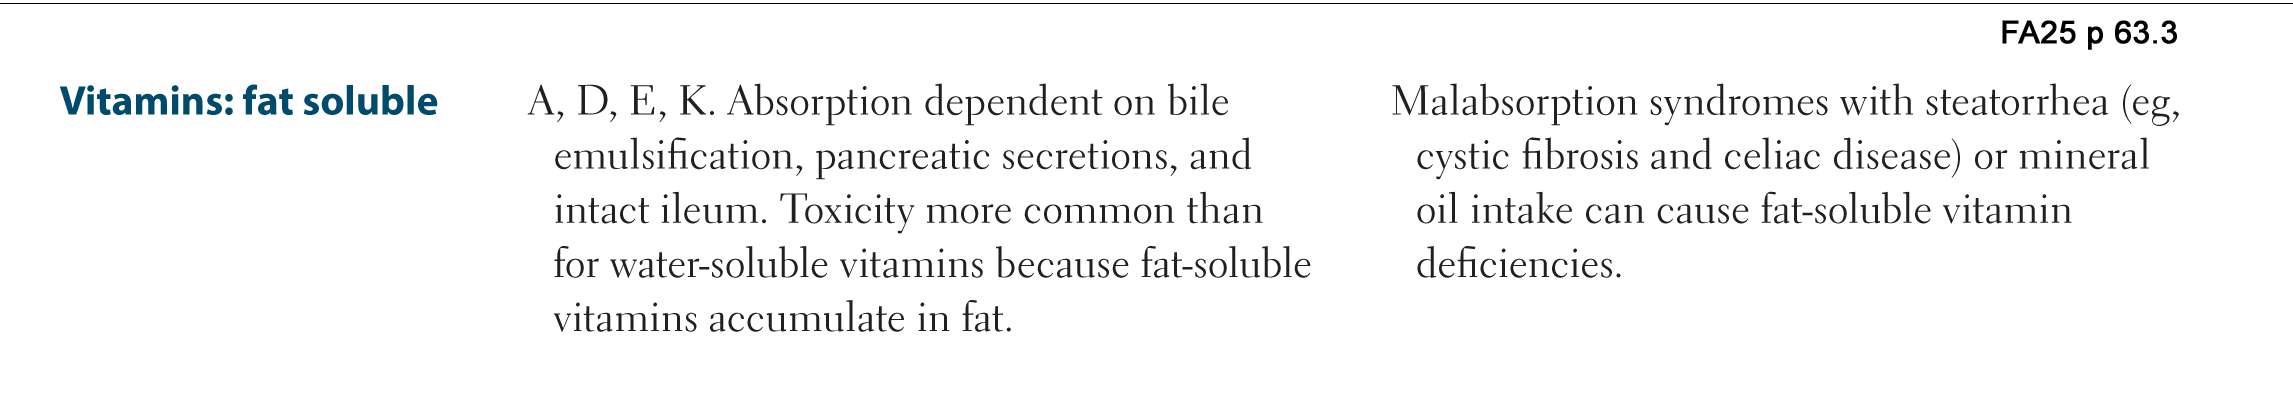 FA25 p 63.3
Vitamins: fat soluble
A, D, E, K. Absorption dependent on bile
emulsification, pancreatic secretions, and
intact ileum. Toxicity more common than
for water-soluble vitamins because fat-soluble
vitamins accumulate in fat.
Malabsorption syndromes with steatorrhea (eg,
cystic fibrosis and celiac disease) or mineral
oil intake can cause fat-soluble vitamin
deficiencies.